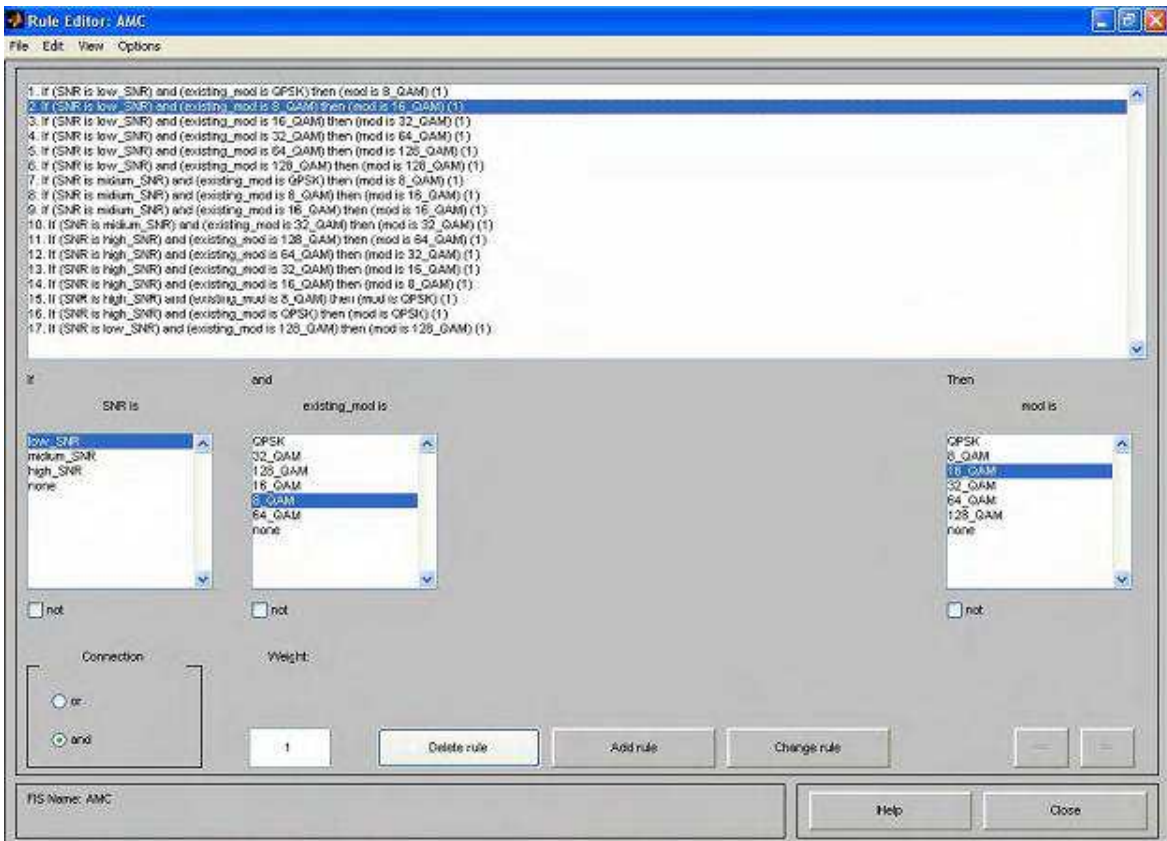 Rule Editor: AMC
File Edit View Options
1. If (SNR is low_SNR) and (existing_mod is QPSK) then (mod is 8_QAM) (1)
2. If (SNR is low_SNR) and (existing_mod is 8_QAM) then (mod is 16_QAM) (1)
3. If (SNR is low_SNR) and (existing_mod is 16_QAM) then (mod is 32_QAM) (1)
4. If (SNR is low_SNR) and (existing_mod is 32_QAM) then (mod is 64_QAM) (1)
5. If (SNR is low_SNR) and (existing_mod is 64_QAM) then (mod is 128_QAM) (1)
6. If (SNR is low_SNR) and (existing_mod is 128_QAM) then (mod is 128_QAM) (1)
7. If (SNR is midium_SNR) and (existing_mod is QPSK) then (mod is 8_QAM) (1)
8. If (SNR is midium_SNR) and (existing_mod is 8_QAM) then (mod is 16_QAM) (1)
9. If (SNR is midium_SNR) and (existing_mod is 16_QAM) then (mod is 16_QAM) (1)
10. If (SNR is midium_SNR) and (existing_mod is 32_QAM) then (mod is 32_QAM) (1)
11. If (SNR is high_SNR) and (existing_mod is 128_QAM) then (mod is 64_QAM) (1)
12. If (SNR is high_SNR) and (existing_mod is 64_QAM) then (mod is 32_QAM) (1)
13. If (SNR is high_SNR) and (existing_mod is 32_QAM) then (mod is 16_QAM) (1)
14. If (SNR is high_SNR) and (existing_mod is 16_QAM) then (mod is 8_QAM) (1)
15. If (SNR is high_SNR) and (existing_mod is 8_QAM) then (mod is QPSK) (1)
16. If (SNR is high_SNR) and (existing_mod is QPSK) then (mod is QPSK) (1)
17. If (SNR is low_SNR) and (existing_mod is 128_QAM) then (mod is 128_QAM) (1)
If and Then
SNR is existing_mod is mod is
low_SNR
midium_SNR
high_SNR
none
QPSK
32_QAM
128_QAM
16_QAM
8_QAM
64_QAM
none
QPSK
8_QAM
16_QAM
32_QAM
64_QAM
128_QAM
none
not not not
Connection Weight:
or
and 1 Delete rule Add rule Change rule
FIS Name: AMC Help Close